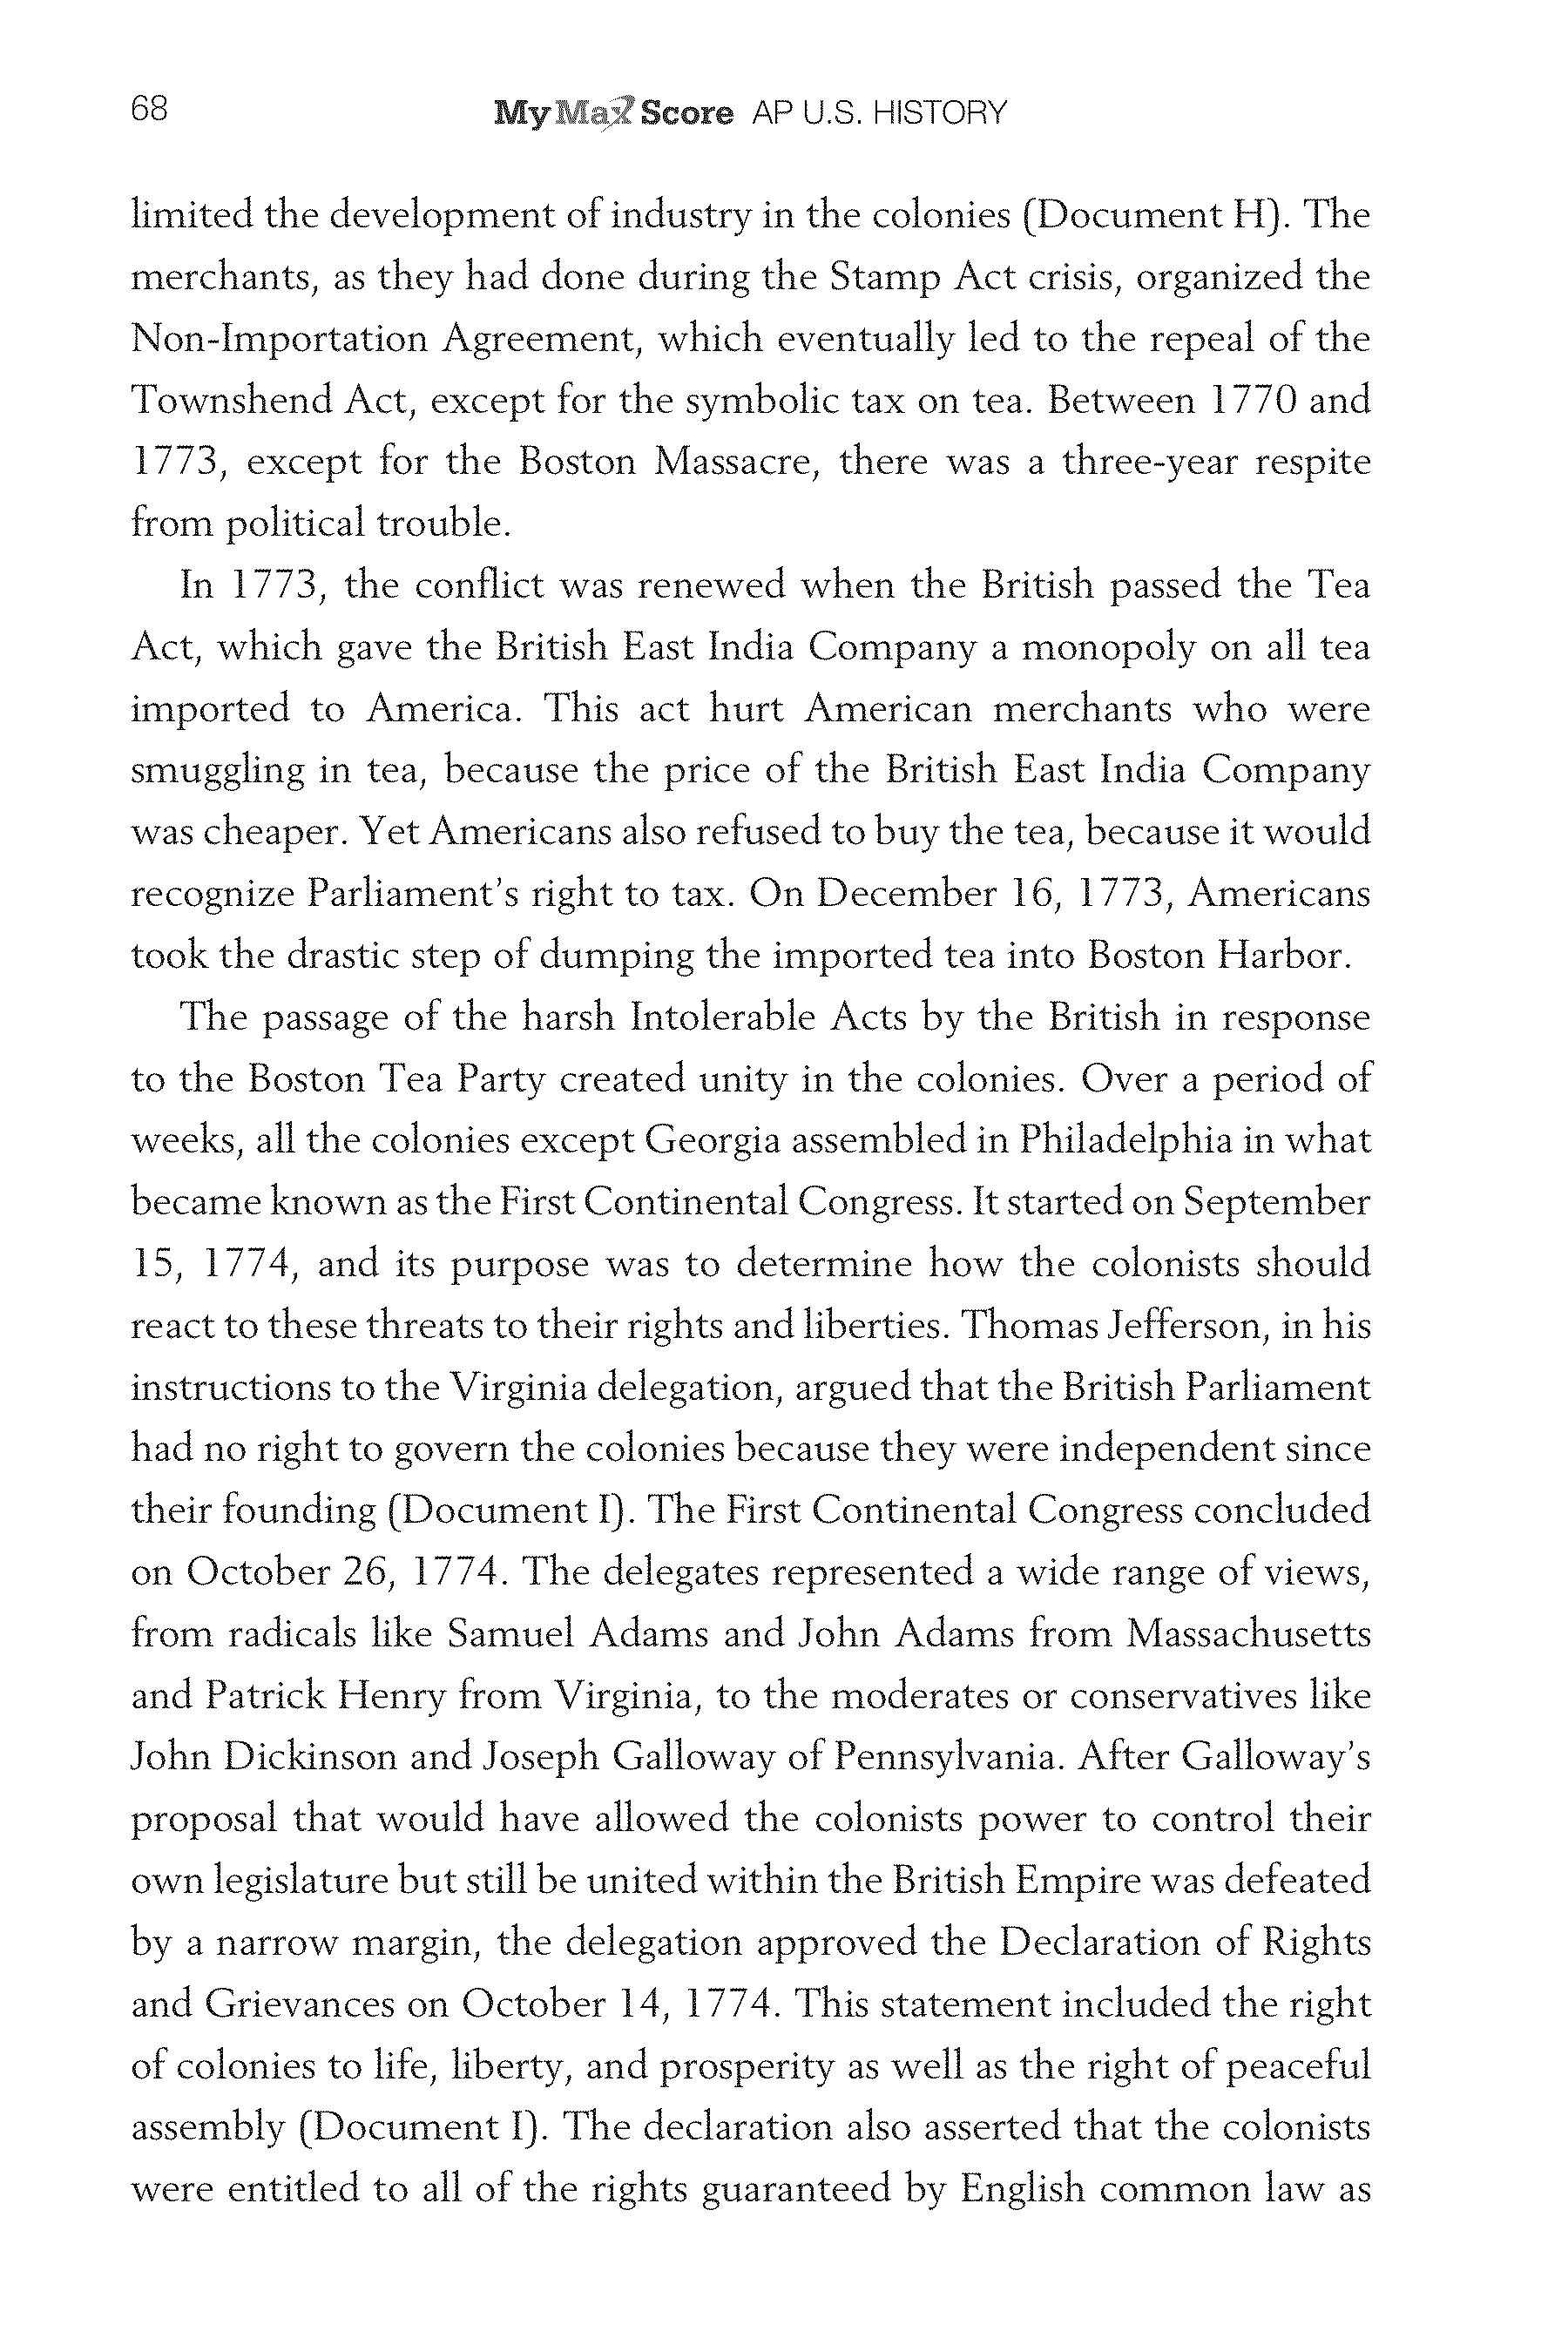 68
My Max Score AP U.S. HISTORY
limited the development of industry in the colonies (Document H). The
merchants, as they had done during the Stamp Act crisis, organized the
Non-Importation Agreement, which eventually led to the repeal of the
Townshend Act, except for the symbolic tax on tea. Between 1770 and
1773, except for the Boston Massacre, there was a three-year respite
from political trouble.
In 1773, the conflict was renewed when the British passed the Tea
Act, which gave the British East India Company a monopoly on all tea
imported to America. This act hurt American merchants who were
smuggling in tea, because the price of the British East India Company
was cheaper. Yet Americans also refused to buy the tea, because it would
recognize Parliament’s right to tax. On December 16, 1773, Americans
took the drastic step of dumping the imported tea into Boston Harbor.
The passage of the harsh Intolerable Acts by the British in response
to the Boston Tea Party created unity in the colonies. Over a period of
weeks, all the colonies except Georgia assembled in Philadelphia in what
became known as the First Continental Congress. It started on September
15, 1774, and its purpose was to determine how the colonists should
react to these threats to their rights and liberties. Thomas Jefferson, in his
instructions to the Virginia delegation, argued that the British Parliament
had no right to govern the colonies because they were independent since
their founding (Document I). The First Continental Congress concluded
on October 26, 1774. The delegates represented a wide range of views,
from radicals like Samuel Adams and John Adams from Massachusetts
and Patrick Henry from Virginia, to the moderates or conservatives like
John Dickinson and Joseph Galloway of Pennsylvania. After Galloway’s
proposal that would have allowed the colonists power to control their
own legislature but still be united within the British Empire was defeated
by a narrow margin, the delegation approved the Declaration of Rights
and Grievances on October 14, 1774. This statement included the right
of colonies to life, liberty, and prosperity as well as the right of peaceful
assembly (Document I). The declaration also asserted that the colonists
were entitled to all of the rights guaranteed by English common law as